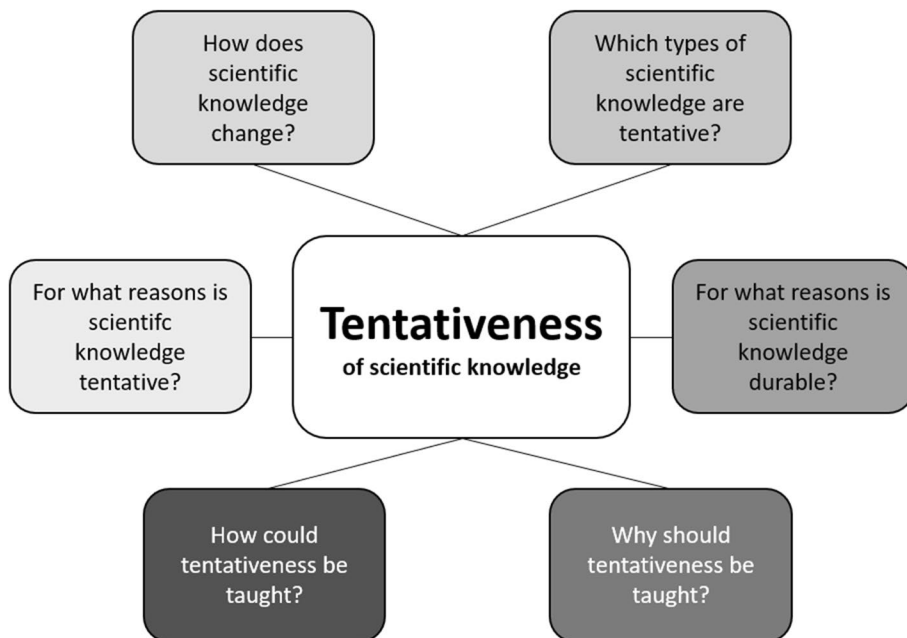 How does
scientific
knowledge
change?
Which types of
scientific
knowledge are
tentative?
For what reasons is
scientifc
knowledge
tentative?
Tentativeness
of scientific knowledge
For what reasons is
scientific
knowledge
durable?
How could
tentativeness be
taught?
Why should
tentativeness be
taught?